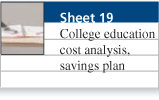 Sheet 19
College education
cost analysis,
savings plan